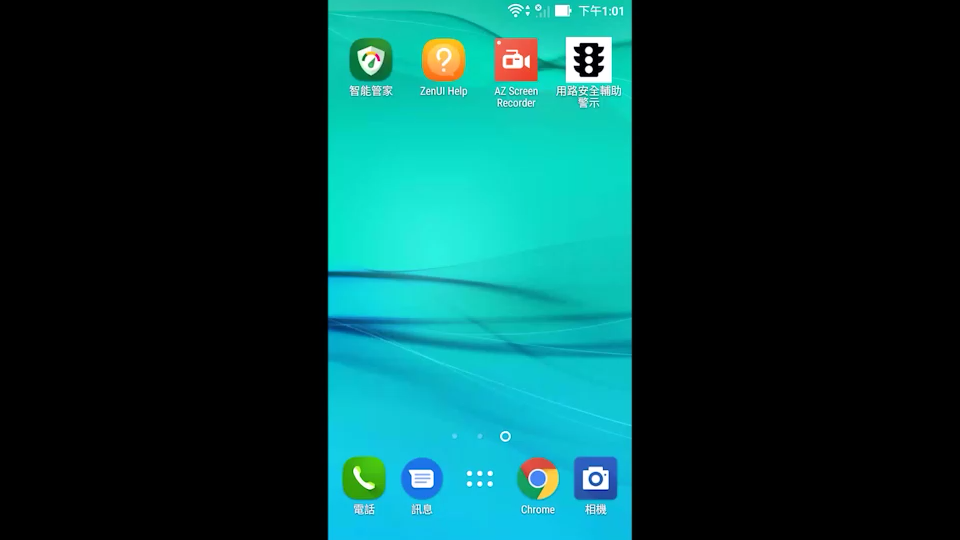 下午1:01
智能管家
ZenUI Help
AZ Screen
Recorder
用路安全輔助
警示
電話
訊息
Chrome
相機